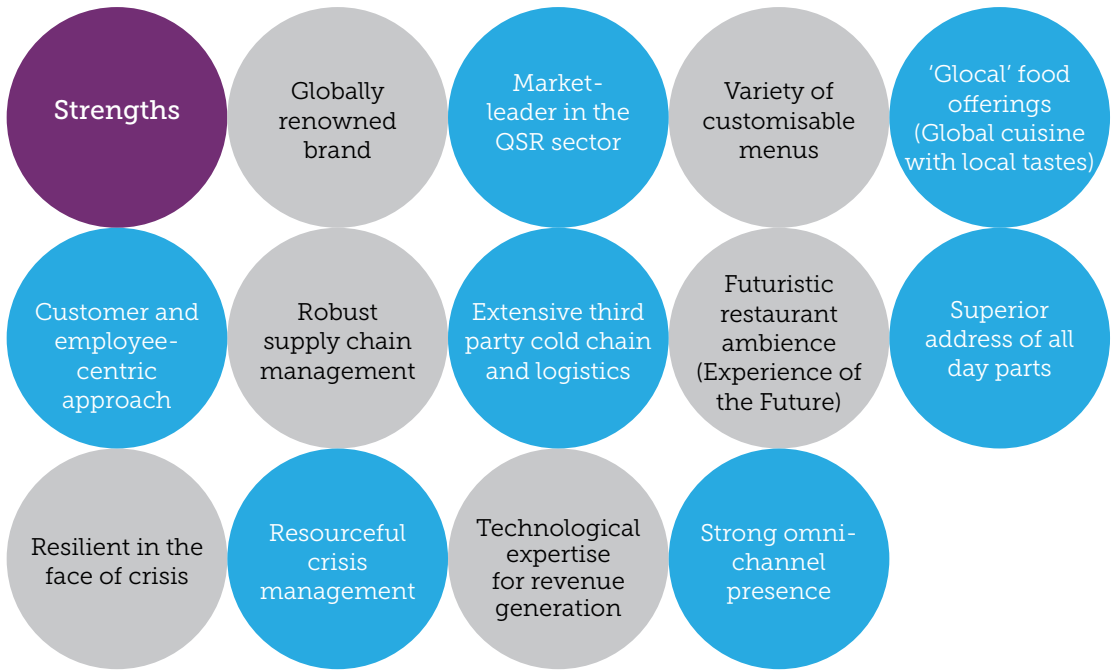 Strengths
Globally
renowned
brand
Market-
leader in the
QSR sector
Variety of
customisable
menus
‘Glocal’ food
offerings
(Global cuisine
with local tastes)
Customer and
employee-
centric
approach
Robust
supply chain
management
Extensive third
party cold chain
and logistics
Futuristic
restaurant
ambience
(Experience of
the Future)
Superior
address of all
day parts
Resilient in the
face of crisis
Resourceful
crisis
management
Technological
expertise
for revenue
generation
Strong omni-
channel
presence